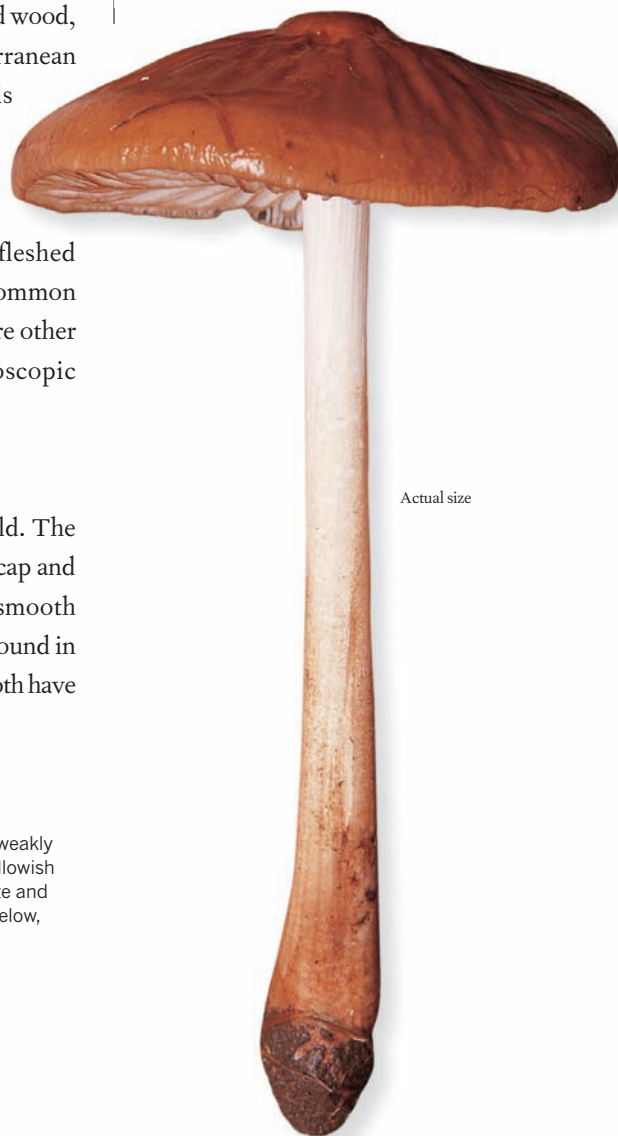 d wood,
rranean
s
fleshed
ommon
re other
oscopic
Actual size
ld. The
cap and
smooth
ound in
oth have
weakly
llowish
te and
elow,